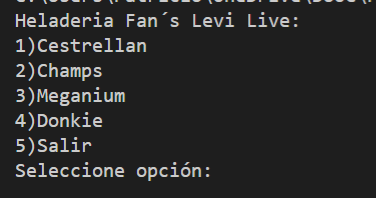 Heladeria Fan´s Levi Live:
1)Cestrellan
2)Champs
3)Meganium
4)Donkie
5)Salir
Seleccione opción: